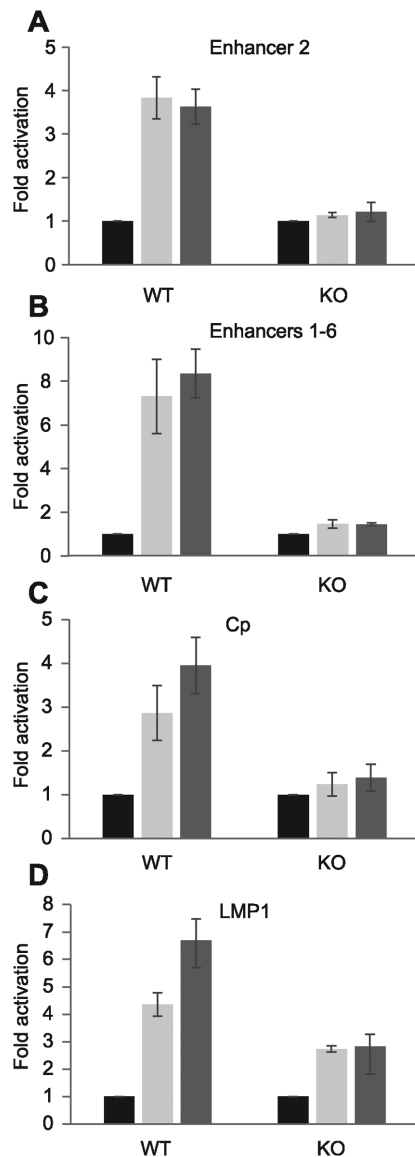 A
Enhancer 2
Fold activation
5
4
3
2
1
0
WT
KO
B
Enhancers 1-6
Fold activation
10
8
6
4
2
0
WT
KO
C
Cp
Fold activation
5
4
3
2
1
0
WT
KO
D
LMP1
Fold activation
8
7
6
5
4
3
2
1
0
WT
KO